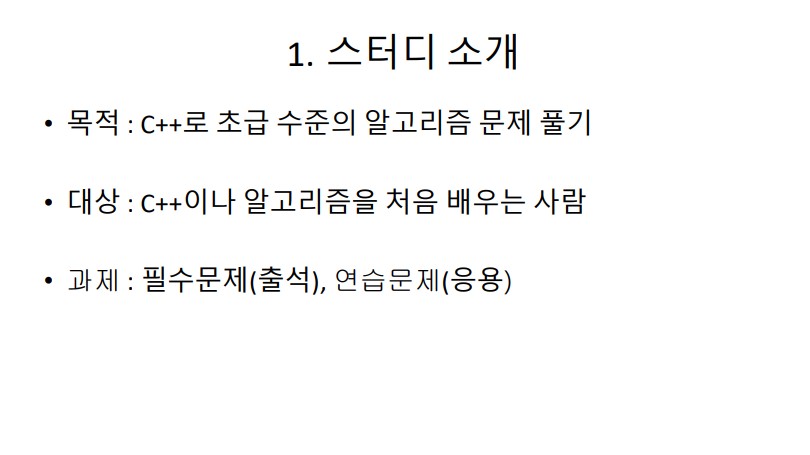 1. 스터디 소개
• 목적 : C++로 초급 수준의 알고리즘 문제 풀기
• 대상 : C++이나 알고리즘을 처음 배우는 사람
• 과제 : 필수문제(출석), 연습문제(응용)